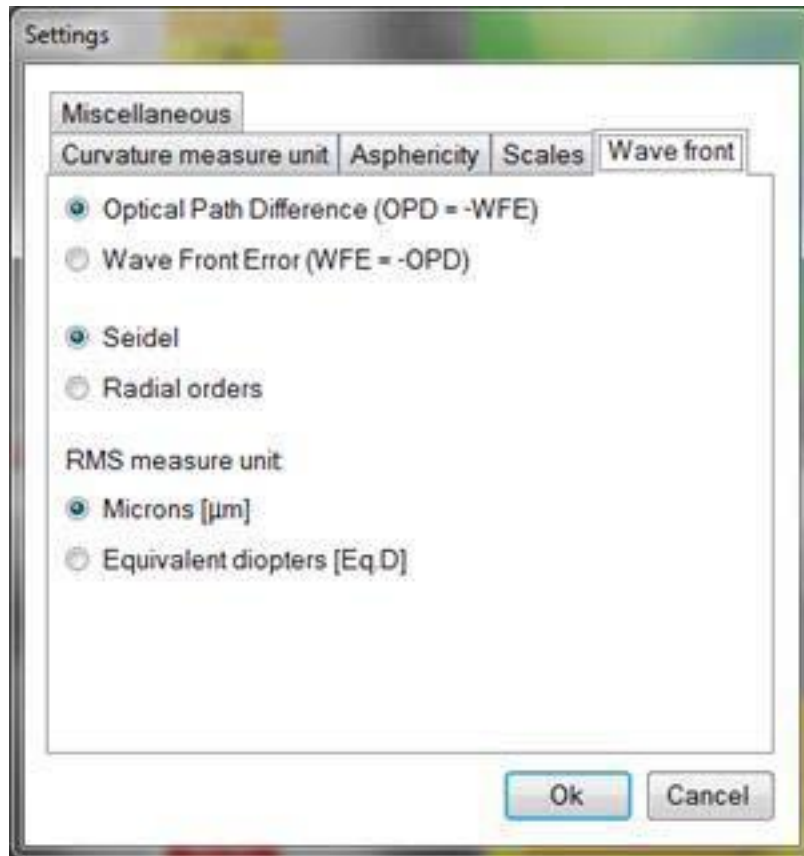 Settings
Miscellaneous
Curvature measure unit Asphericity Scales Wave front
Optical Path Difference (OPD = -WFE)
Wave Front Error (WFE = -OPD)
Seidel
Radial orders
RMS measure unit
Microns [µm]
Equivalent diopters [Eq.D]
Ok Cancel